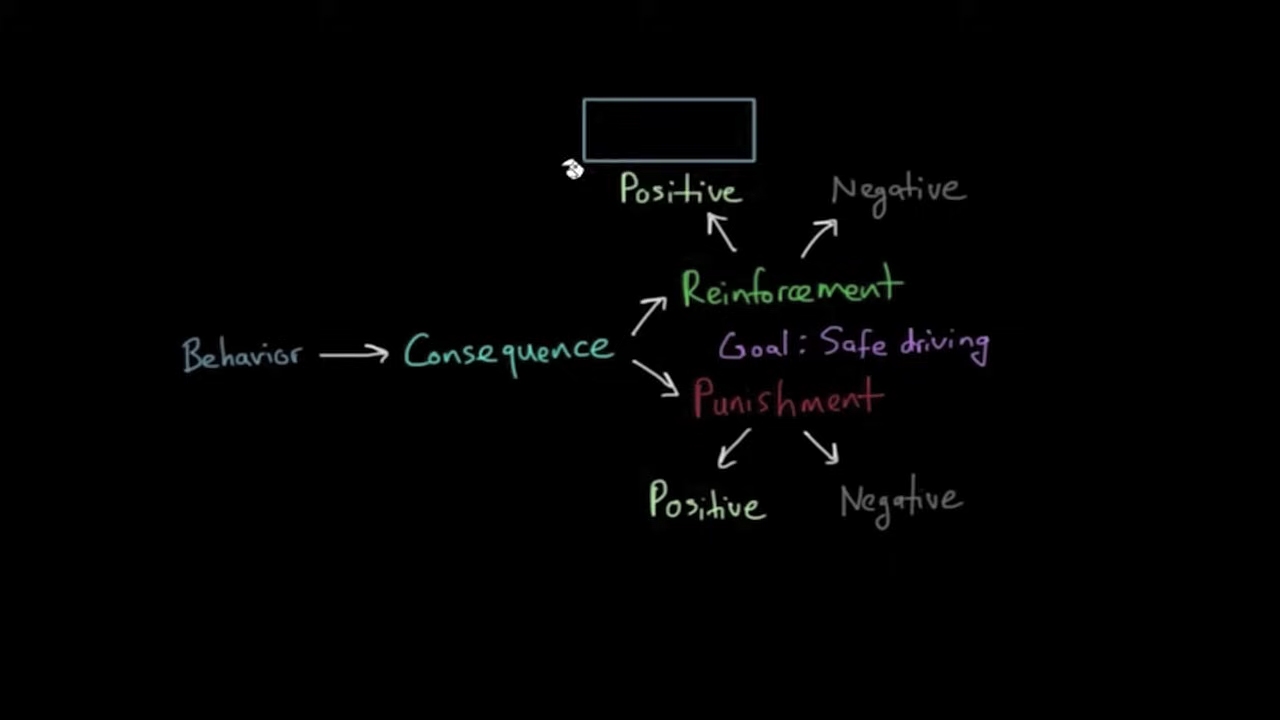 Positive Negative
Reinforcement
Goal: Safe driving
Behavior Consequence
Punishment
Positive Negative